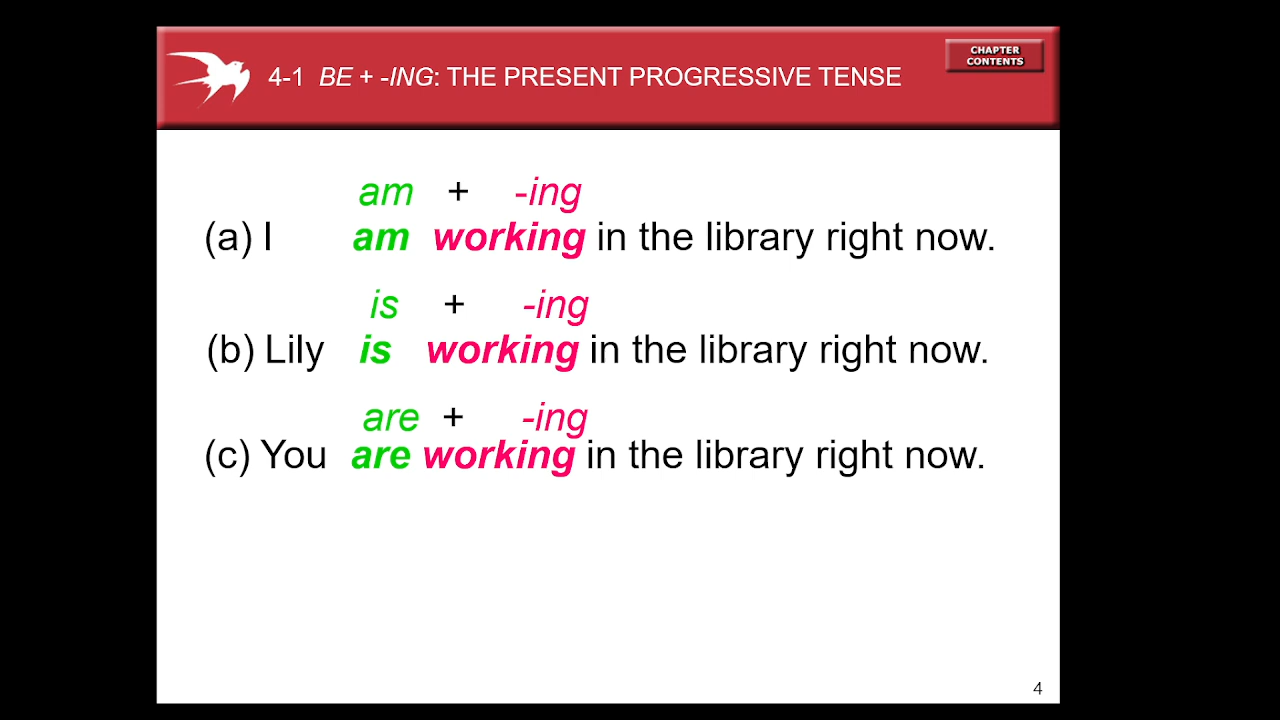 4-1 BE + -ING: THE PRESENT PROGRESSIVE TENSE
CHAPTER
CONTENTS
am + -ing
(a) I am working in the library right now.
is + -ing
(b) Lily is working in the library right now.
are + -ing
(c) You are working in the library right now.
4